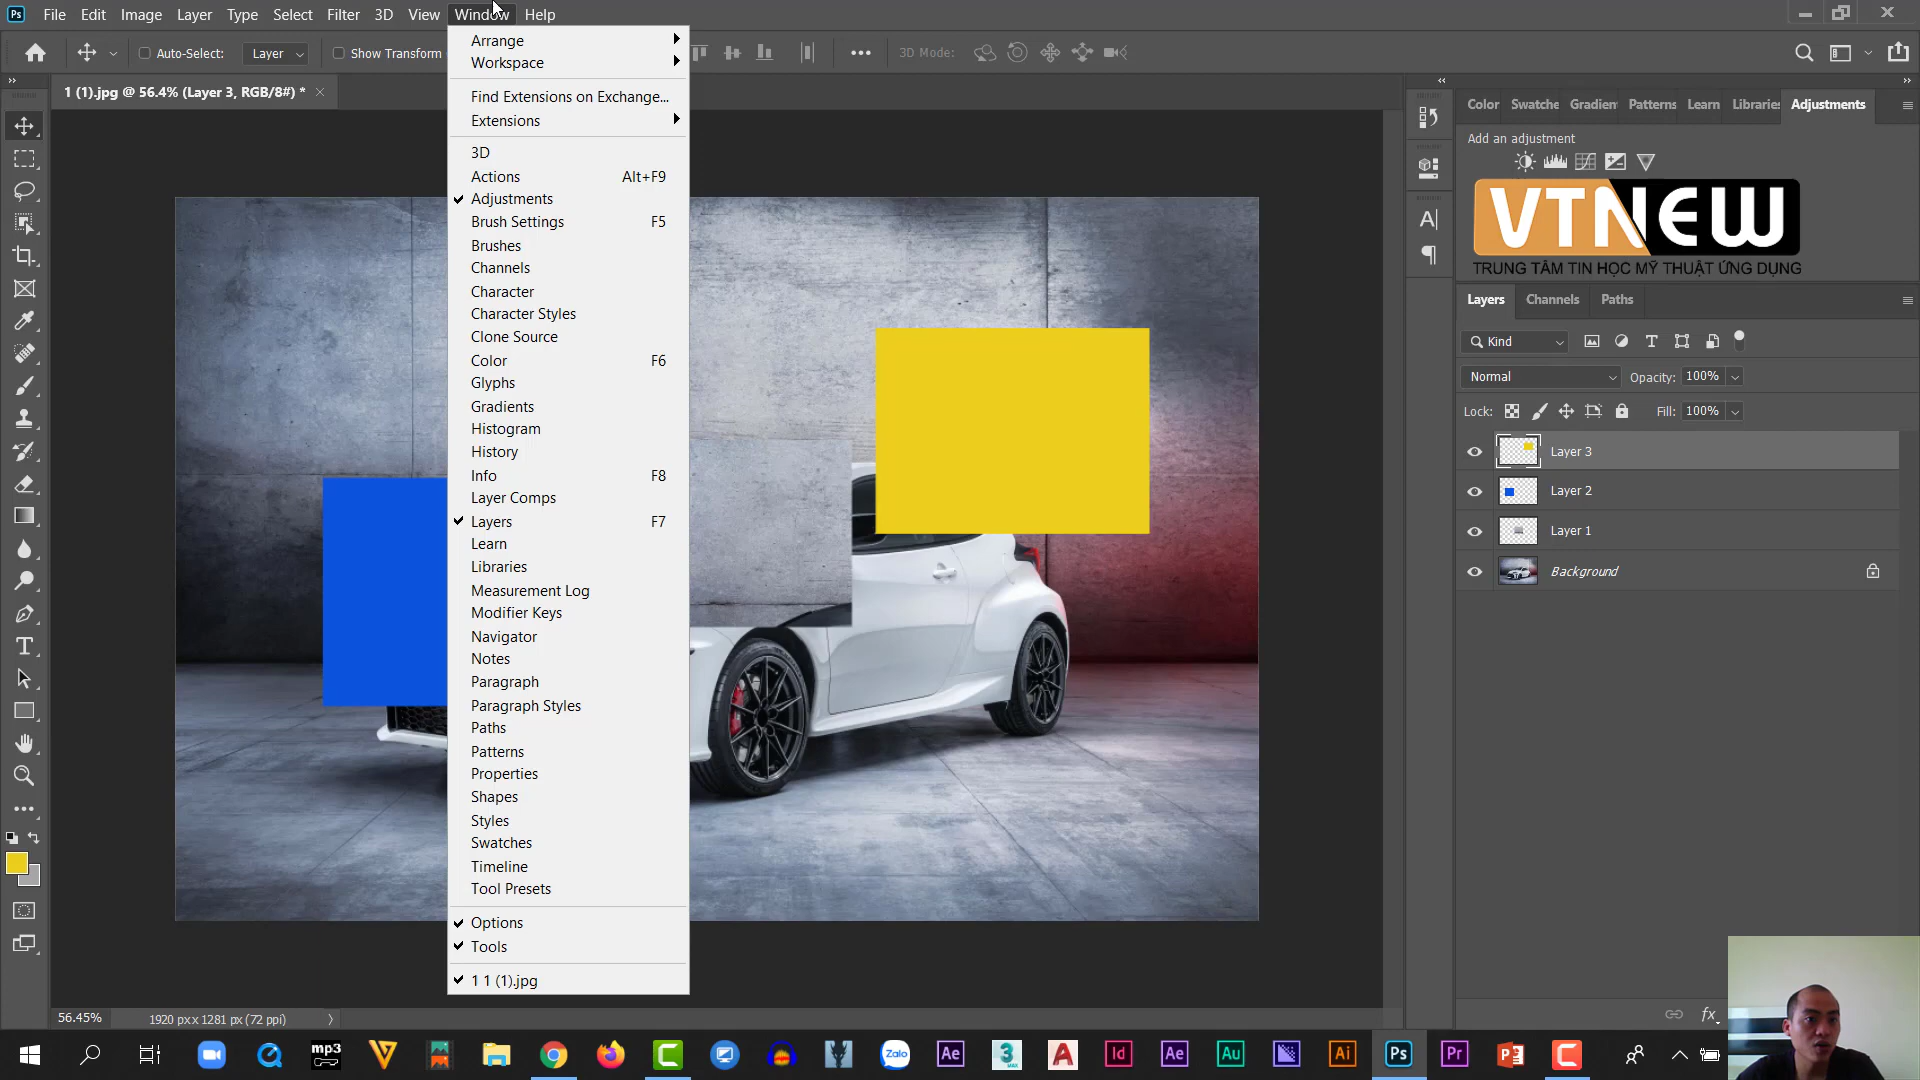 Ps File Edit Image Layer Type Select Filter 3D View Window Help
Auto-Select: Layer Show Transform 3D Mode:
1 (1).jpg @ 56.4% (Layer 3, RGB/8#) *
Arrange
Workspace
Find Extensions on Exchange...
Extensions
3D
Actions Alt+F9
Adjustments
Brush Settings F5
Brushes
Channels
Character
Character Styles
Clone Source
Color F6
Glyphs
Gradients
Histogram
History
Info F8
Layer Comps
Layers F7
Learn
Libraries
Measurement Log
Modifier Keys
Navigator
Notes
Paragraph
Paragraph Styles
Paths
Patterns
Properties
Shapes
Styles
Swatches
Timeline
Tool Presets
Options
Tools
1 1 (1).jpg
Color Swatche Gradien Patterns Learn Librarie Adjustments
Add an adjustment
VTNEW
TRUNG TÂM TIN HỌC MỸ THUẬT ỨNG DỤNG
Layers Channels Paths
Kind
Normal Opacity: 100%
Lock: Fill: 100%
Layer 3
Layer 2
Layer 1
Background
fx
56.45% 1920 px x 1281 px (72 ppi)
mp3 Zalo Ae 3 MAX A Id Ae Au Ai Ps Pr P